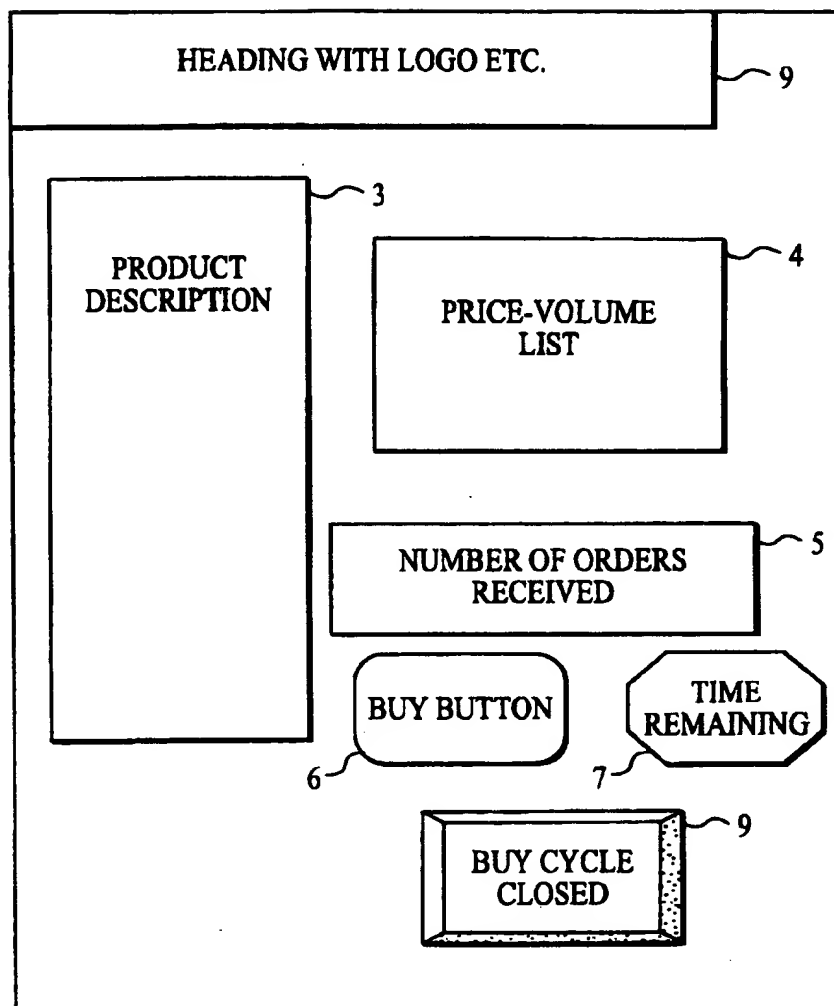 HEADING WITH LOGO ETC.
9
3
PRODUCT
DESCRIPTION
4
PRICE-VOLUME
LIST
5
NUMBER OF ORDERS
RECEIVED
BUY BUTTON
6
TIME
REMAINING
7
9
BUY CYCLE
CLOSED